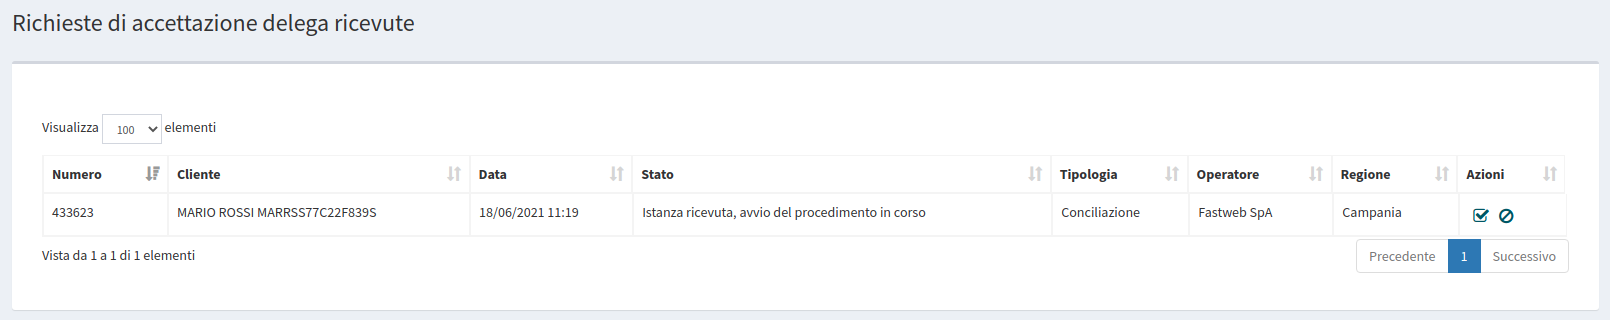 Richieste di accettazione delega ricevute
Visualizza 100 elementi
Numero Cliente Data Stato Tipologia Operatore Regione Azioni
433623 MARIO ROSSI MARRSS77C22F839S 18/06/2021 11:19 Istanza ricevuta, avvio del procedimento in corso Conciliazione Fastweb SpA Campania
Vista da 1 a 1 di 1 elementi Precedente 1 Successivo